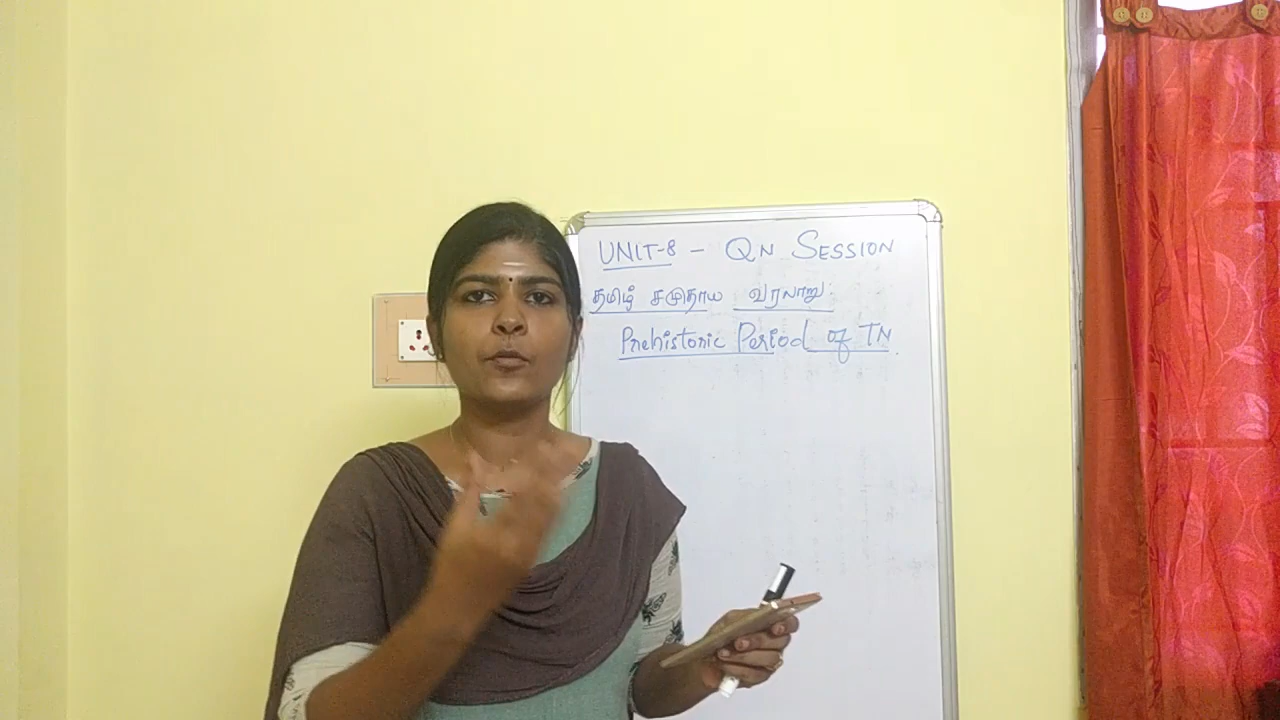 UNIT-8 - QN SESSION
தமிழ் சமுதாய வரலாறு:
Prehistoric Period of TN.